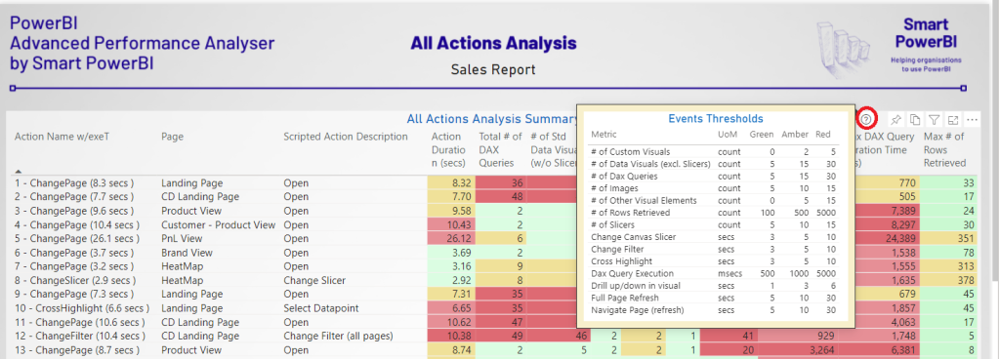 PowerBI
Advanced Performance Analyser
by Smart PowerBI
All Actions Analysis
Sales Report
Smart
PowerBI
Helping organisations
to use PowerBI
All Actions Analysis Summary
Action Name w/exeT Page Scripted Action Description Action Duratio n (secs) Total # of DAX Queries # of Std Data Visua (w/o Slicer x DAX Query ration Time s) Max # of Rows Retrieved
Events Thresholds
Metric UoM Green Amber Red
# of Custom Visuals count 0 2 5
# of Data Visuals (excl. Slicers) count 5 15 30
# of Dax Queries count 5 15 30
# of Images count 5 10 15
# of Other Visual Elements count 0 5 15
# of Rows Retrieved count 100 500 5000
# of Slicers count 5 10 15
Change Canvas Slicer secs 3 5 10
Change Filter secs 3 5 10
Cross Highlight secs 3 5 10
Dax Query Execution msecs 500 1000 5000
Drill up/down in visual secs 1 3 6
Full Page Refresh secs 5 10 30
Navigate Page (refresh) secs 5 10 30
1 - ChangePage (8.3 secs ) Landing Page Open 8.32 36 770 33
2 - ChangePage (7.7 secs ) CD Landing Page Open 7.70 48 505 17
3 - ChangePage (9.6 secs ) Product View Open 9.58 2 7,389 24
4 - ChangePage (10.4 secs ) Customer - Product View Open 10.43 2 8,297 30
5 - ChangePage (26.1 secs ) PnL View Open 26.12 6 24,389 351
6 - ChangePage (3.7 secs ) Brand View Open 3.69 2 1,538 78
7 - ChangePage (3.2 secs ) HeatMap Open 3.16 9 1,555 313
8 - ChangeSlicer (2.9 secs ) HeatMap Change Slicer 2.92 8 1,635 378
9 - ChangePage (7.3 secs ) Landing Page Open 7.31 35 679 45
10 - CrossHighlight (6.6 secs ) Landing Page Select Datapoint 6.65 35 1,857 45
11 - ChangePage (10.6 secs ) CD Landing Page Open 10.62 47 4,063 17
12 - ChangeFilter (10.4 secs ) CD Landing Page Change Filter (all pages) 10.38 49 46 2 2 1 41 929 1,748 5
13 - ChangePage (8.7 secs ) Product View Open 8.74 2 5 2 2 1 20 3,264 6,381 8